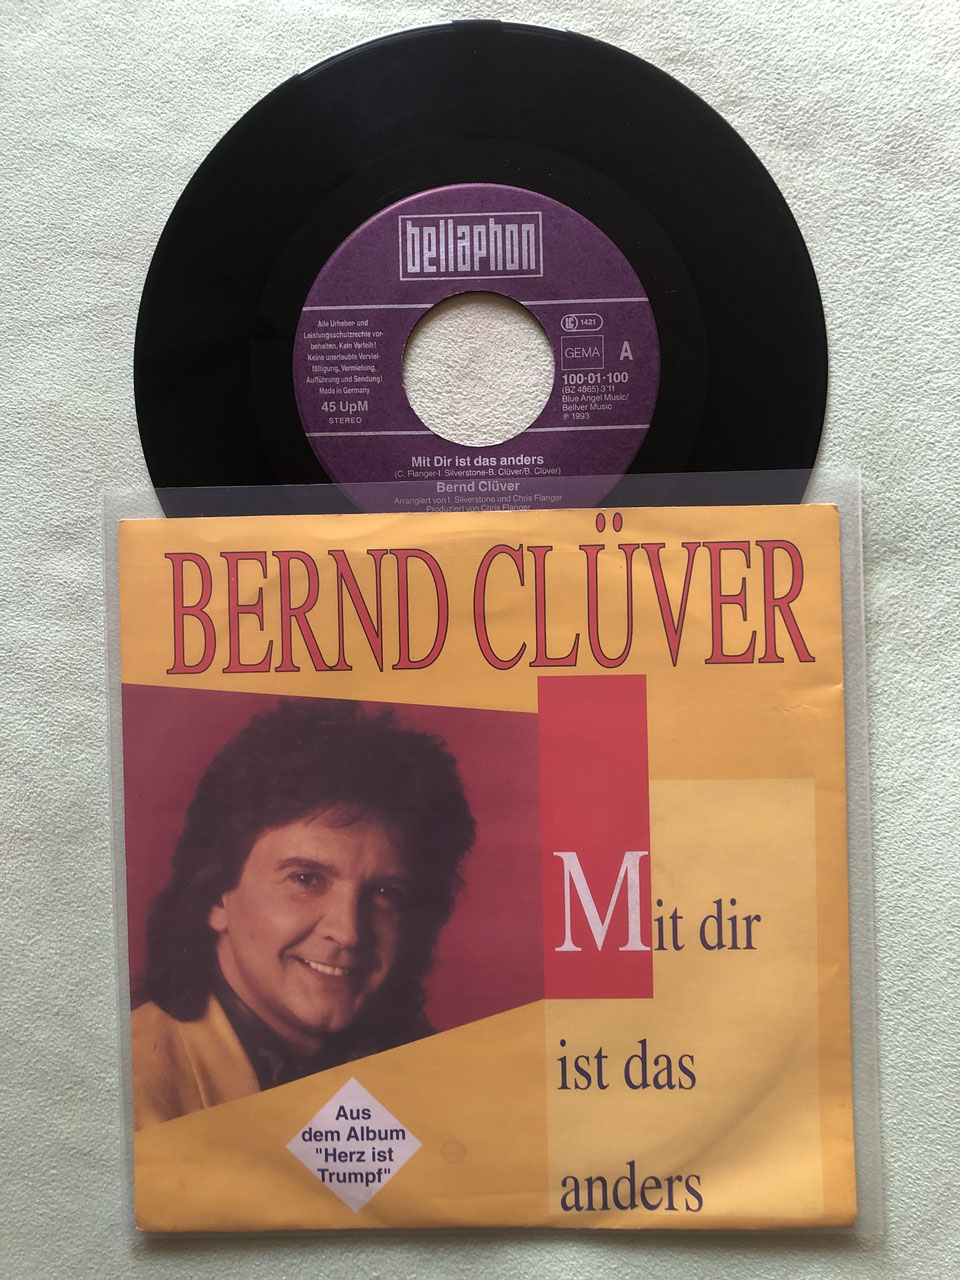 bellaphon
Alle Urheber- und
Leistungsschutzrechte vor-
behalten. Kein Verleih!
Keine unerlaubte Verviel-
fältigung, Vermietung,
Aufführung und Sendung!
Made in Germany
45 UpM
STEREO
LC 1421
GEMA A
100·01·100
(BZ 4865) 3'11
Blue Angel Music/
Bellver Music
℗ 1993
Mit Dir ist das anders
(C. Flanger-I. Silverstone-B. Clüver/B. Clüver)
Bernd Clüver
Arrangiert von I. Silverstone und Chris Flanger
Produziert von Chris Flanger
BERND CLÜVER
Mit dir
ist das
anders
Aus
dem Album
"Herz ist
Trumpf"